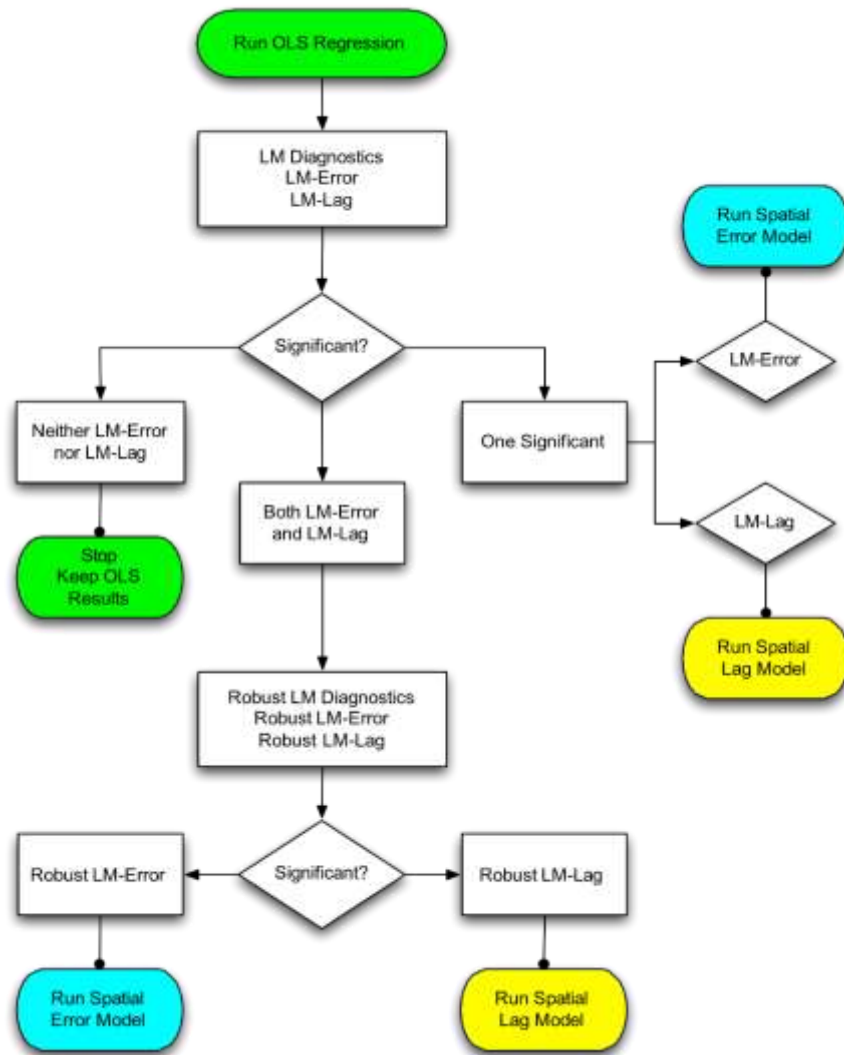 Run OLS Regression
LM Diagnostics
LM-Error
LM-Lag
Run Spatial
Error Model
Significant?
LM-Error
Neither LM-Error
nor LM-Lag
One Significant
Both LM-Error
and LM-Lag
LM-Lag
Stop
Keep OLS
Results
Run Spatial
Lag Model
Robust LM Diagnostics
Robust LM-Error
Robust LM-Lag
Robust LM-Error
Significant?
Robust LM-Lag
Run Spatial
Error Model
Run Spatial
Lag Model